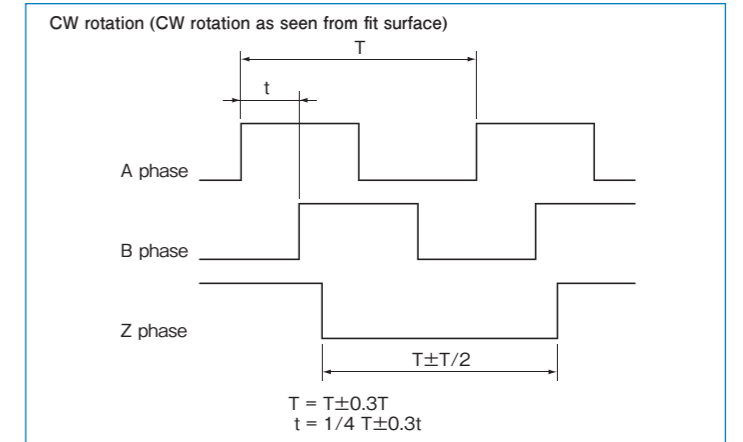 CW rotation (CW rotation as seen from fit surface)
T
t
A phase
B phase
Z phase
T±T/2
T = T±0.3T
t = 1/4 T±0.3t